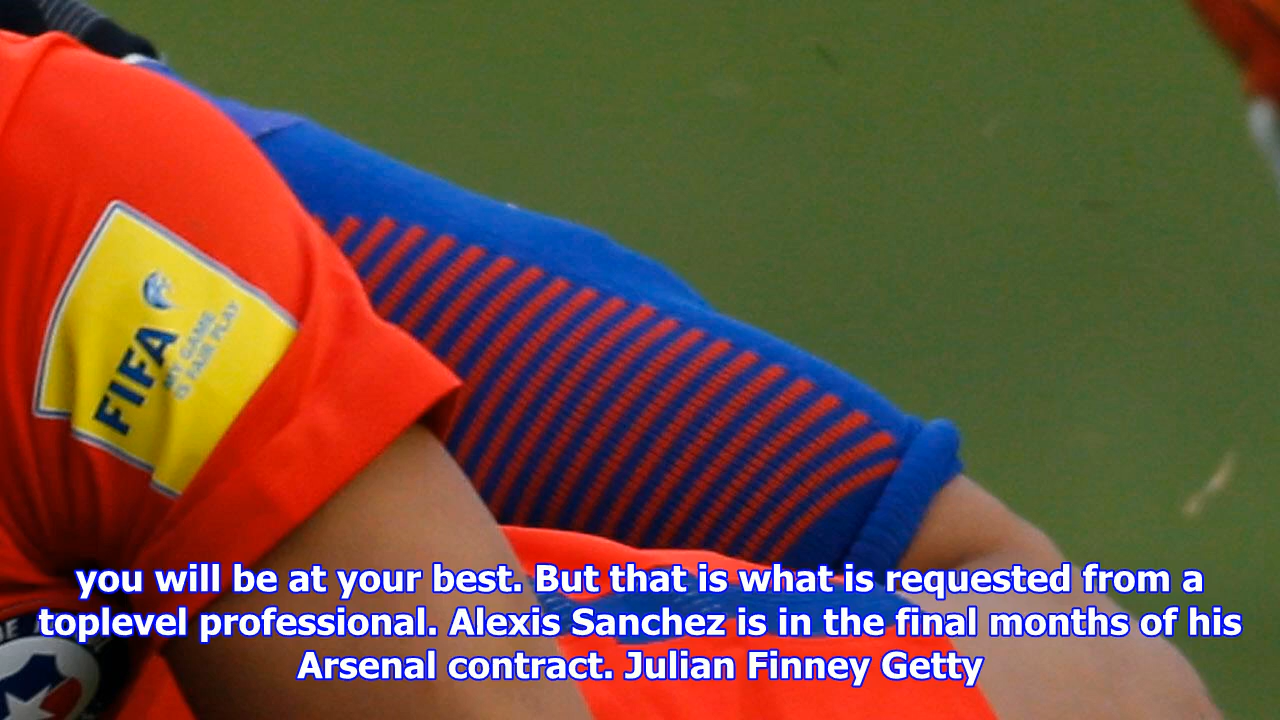 FIFA
MY GAME
IS FAIR PLAY
DE
you will be at your best. But that is what is requested from a
toplevel professional. Alexis Sanchez is in the final months of his
Arsenal contract. Julian Finney Getty